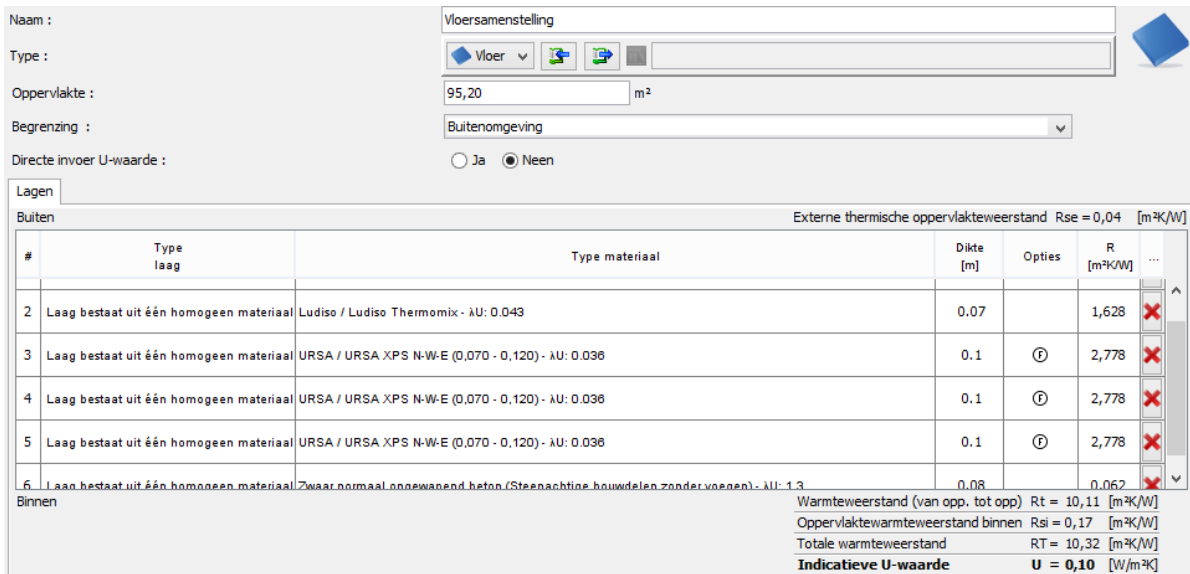 Naam : Vloersamenstelling
Type : Vloer
Oppervlakte : 95,20 m²
Begrenzing : Buitenomgeving
Directe invoer U-waarde : Ja Neen
Lagen
Buiten Externe thermische oppervlakteweerstand Rse = 0,04 [m²K/W]
# Type laag Type materiaal Dikte [m] Opties R [m²K/W] ...
2 Laag bestaat uit één homogeen materiaal Ludiso / Ludiso Thermomix - λU: 0.043 0.07 1,628
3 Laag bestaat uit één homogeen materiaal URSA / URSA XPS N-W-E (0,070 - 0,120) - λU: 0.036 0.1 F 2,778
4 Laag bestaat uit één homogeen materiaal URSA / URSA XPS N-W-E (0,070 - 0,120) - λU: 0.036 0.1 F 2,778
5 Laag bestaat uit één homogeen materiaal URSA / URSA XPS N-W-E (0,070 - 0,120) - λU: 0.036 0.1 F 2,778
6 Laag bestaat uit één homogeen materiaal Zwaar normaal ongewapend beton (Steenachtige bouwdelen zonder voegen) - λU: 1.3 0.08 0,062
Binnen Warmteweerstand (van opp. tot opp) Rt = 10,11 [m²K/W]
Oppervlaktewarmteweerstand binnen Rsi = 0,17 [m²K/W]
Totale warmteweerstand RT = 10,32 [m²K/W]
Indicatieve U-waarde U = 0,10 [W/m²K]